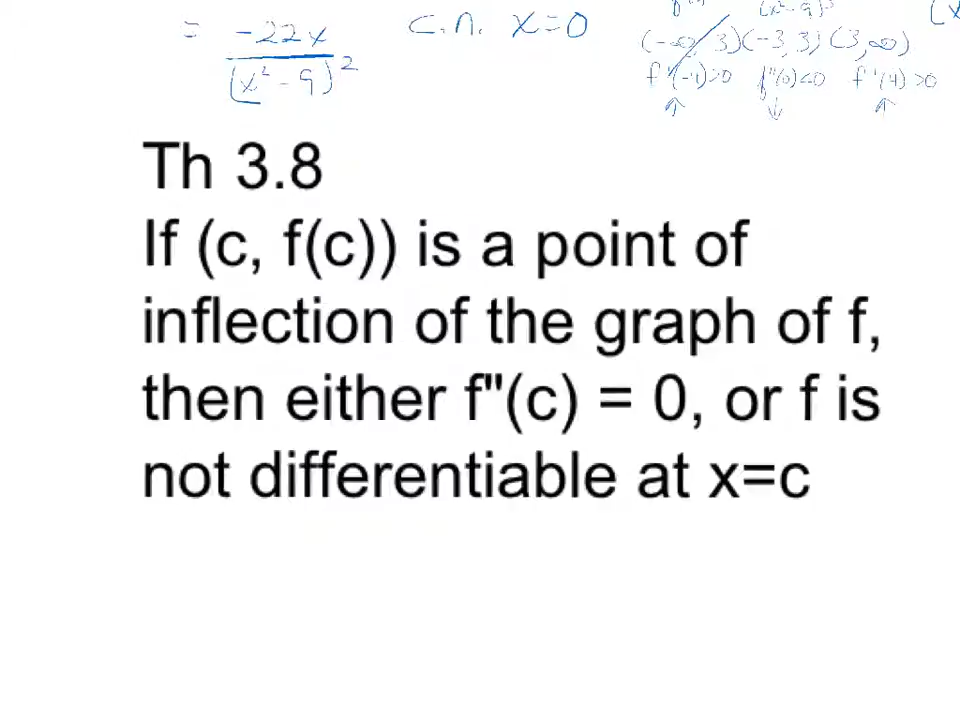 = -22x / (x² - 9)² c.n. x=0
(-∞, 3)(-3, 3)(3, ∞)
f''(-4)>0 f''(0)<0 f''(4)>0
↑ ↓ ↑
Th 3.8
If (c, f(c)) is a point of
inflection of the graph of f,
then either f"(c) = 0, or f is
not differentiable at x=c